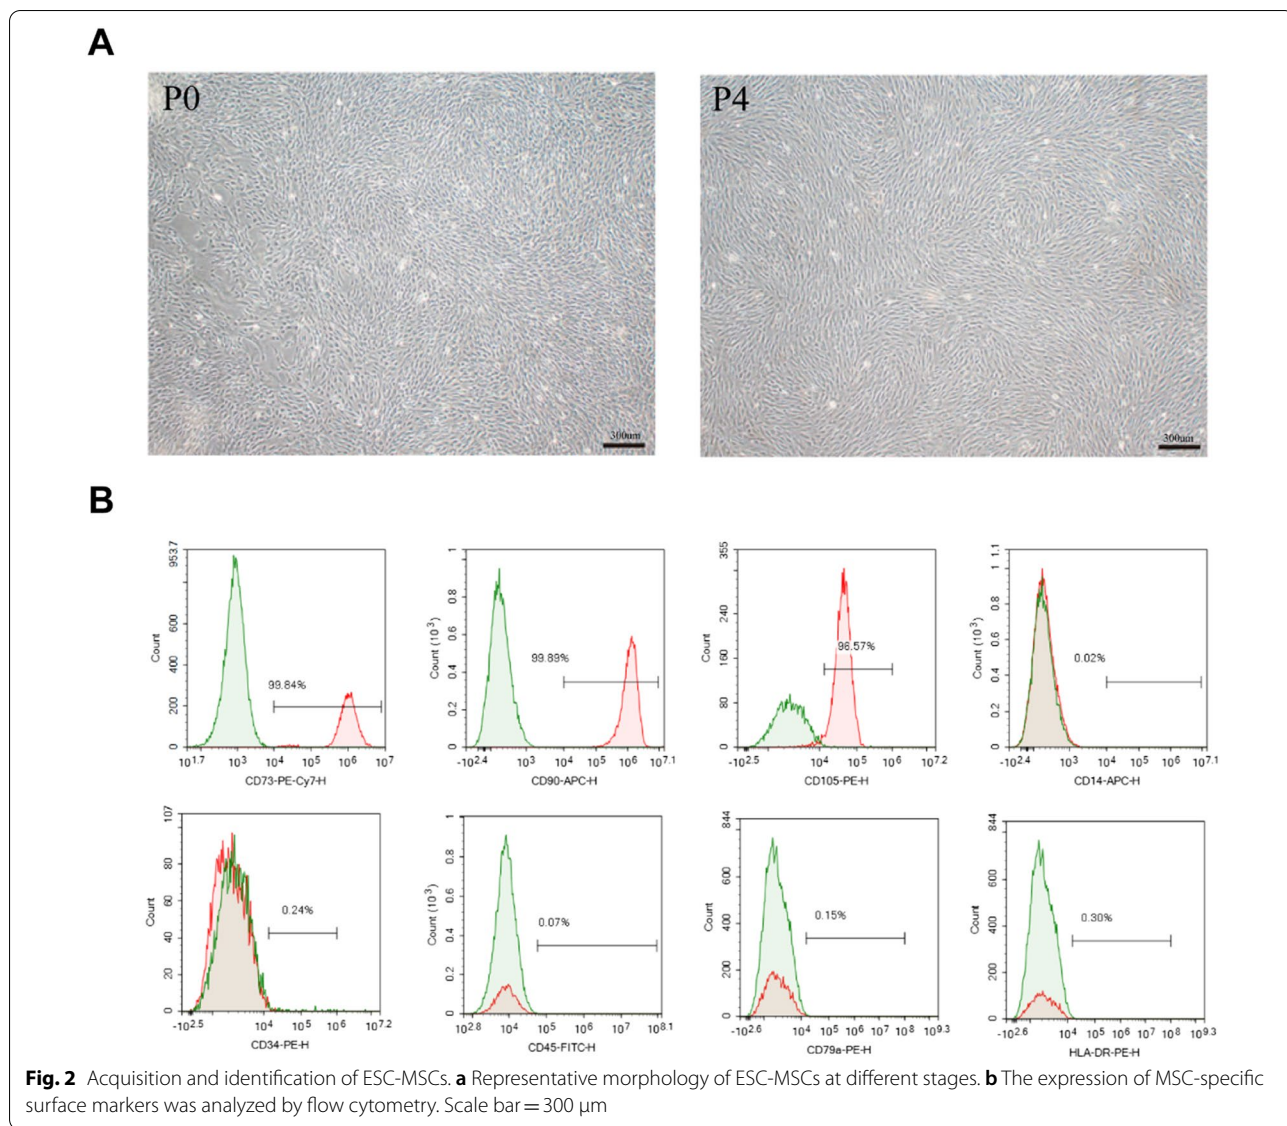 A
P0
300um
P4
300um
B
953.7
600
400
200
0
Count
99.84%
10^1.7 10^3 10^5 10^6 10^7
CD73-PE-Cy7-H
1
0.8
0.6
0.4
0.2
0
Count (10^3)
99.89%
-10^2.4 10^3 10^4 10^5 10^6 10^7.1
CD90-APC-H
355
240
160
80
0
Count
96.57%
-10^2.5 10^4 10^5 10^6 10^7.2
CD105-PE-H
1.1
1
0.8
0.6
0.4
0.2
0
Count (10^3)
0.02%
-10^2.4 10^3 10^4 10^5 10^6 10^7.1
CD14-APC-H
107
80
60
40
20
0
Count
0.24%
-10^2.5 10^4 10^5 10^6 10^7.2
CD34-PE-H
1
0.8
0.6
0.4
0.2
0
Count (10^3)
0.07%
10^2.8 10^4 10^5 10^6 10^7 10^8.1
CD45-FITC-H
844
600
400
200
0
Count
0.15%
-10^2.6 10^4 10^5 10^6 10^7 10^8 10^9.3
CD79a-PE-H
844
600
400
200
0
Count
0.30%
-10^2.6 10^4 10^5 10^6 10^7 10^8 10^9.3
HLA-DR-PE-H
Fig. 2 Acquisition and identification of ESC-MSCs. a Representative morphology of ESC-MSCs at different stages. b The expression of MSC-specific
surface markers was analyzed by flow cytometry. Scale bar = 300 μm